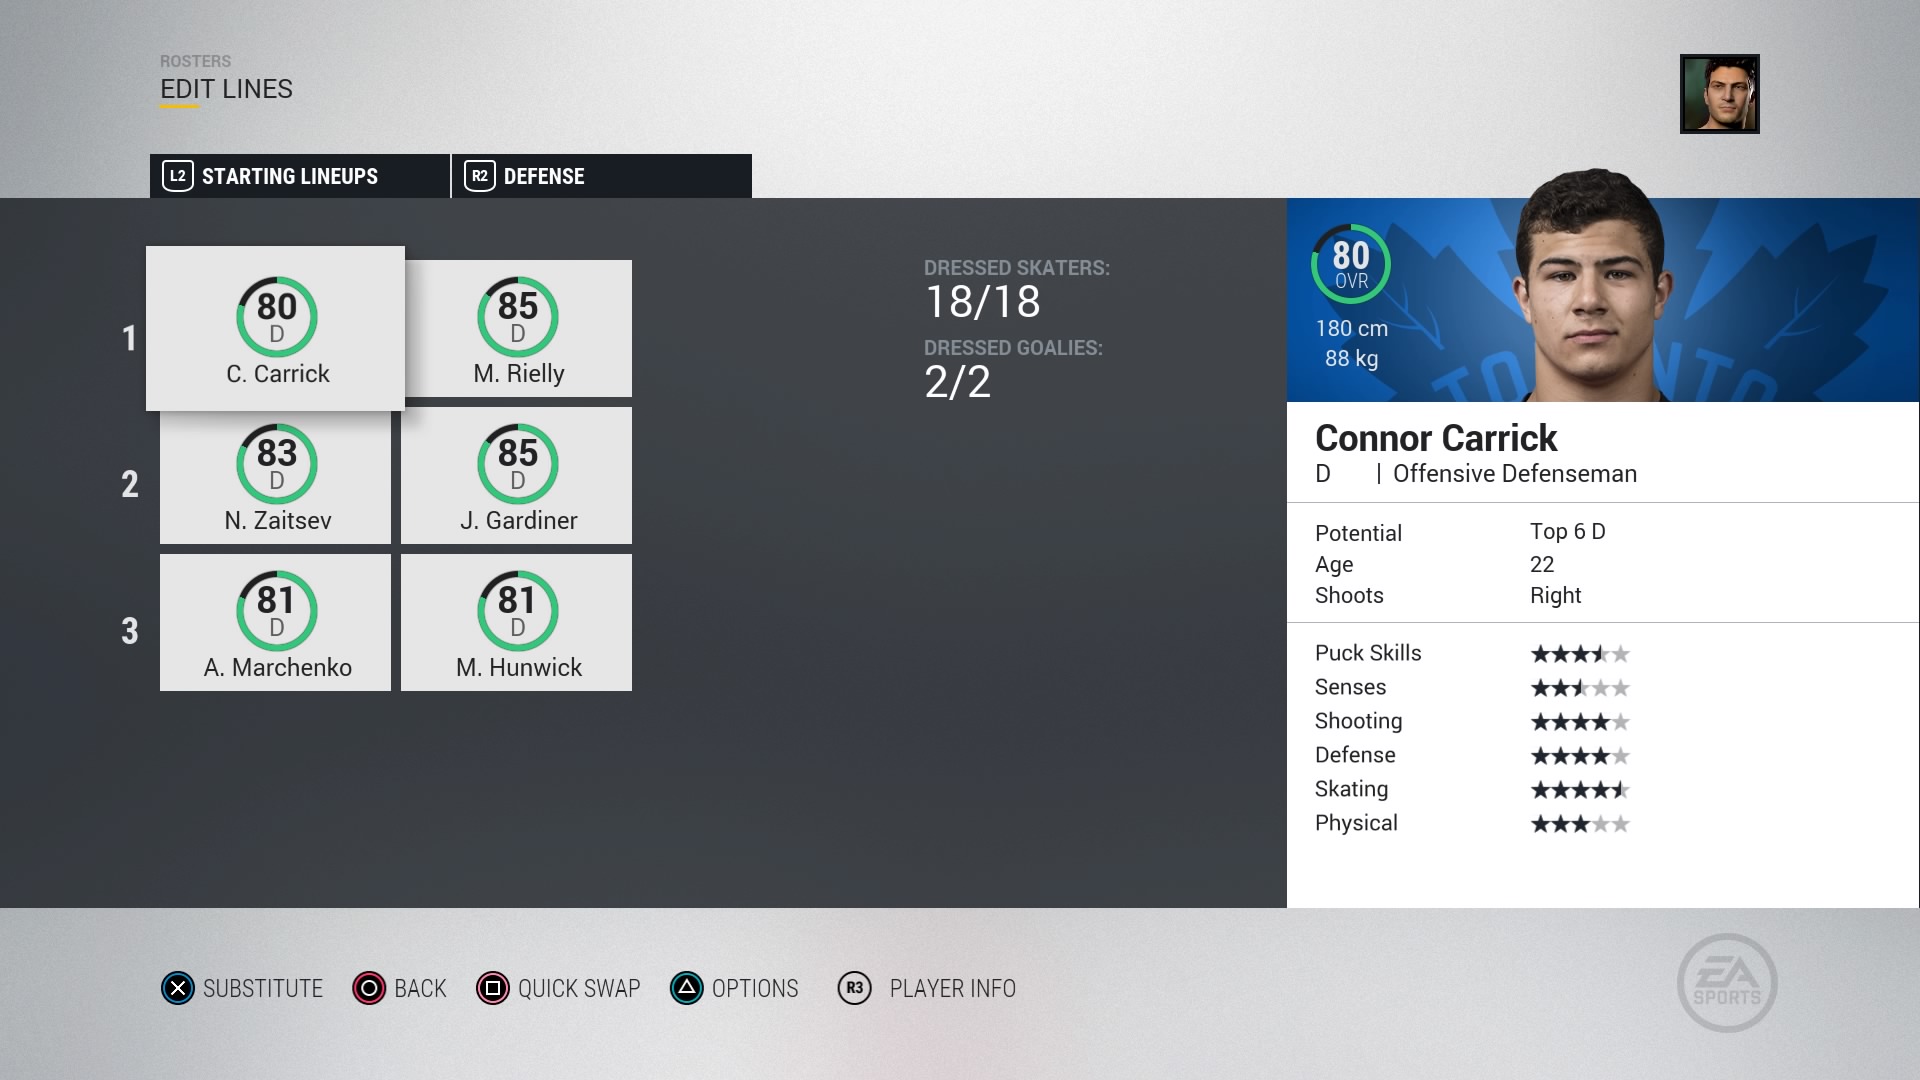 ROSTERS
EDIT LINES
L2 STARTING LINEUPS
R2 DEFENSE
1
80
D
C. Carrick
85
D
M. Rielly
2
83
D
N. Zaitsev
85
D
J. Gardiner
3
81
D
A. Marchenko
81
D
M. Hunwick
DRESSED SKATERS:
18/18
DRESSED GOALIES:
2/2
80
OVR
180 cm
88 kg
Connor Carrick
D | Offensive Defenseman
Potential Top 6 D
Age 22
Shoots Right
Puck Skills
Senses
Shooting
Defense
Skating
Physical
SUBSTITUTE BACK QUICK SWAP OPTIONS R3 PLAYER INFO
EA
SPORTS